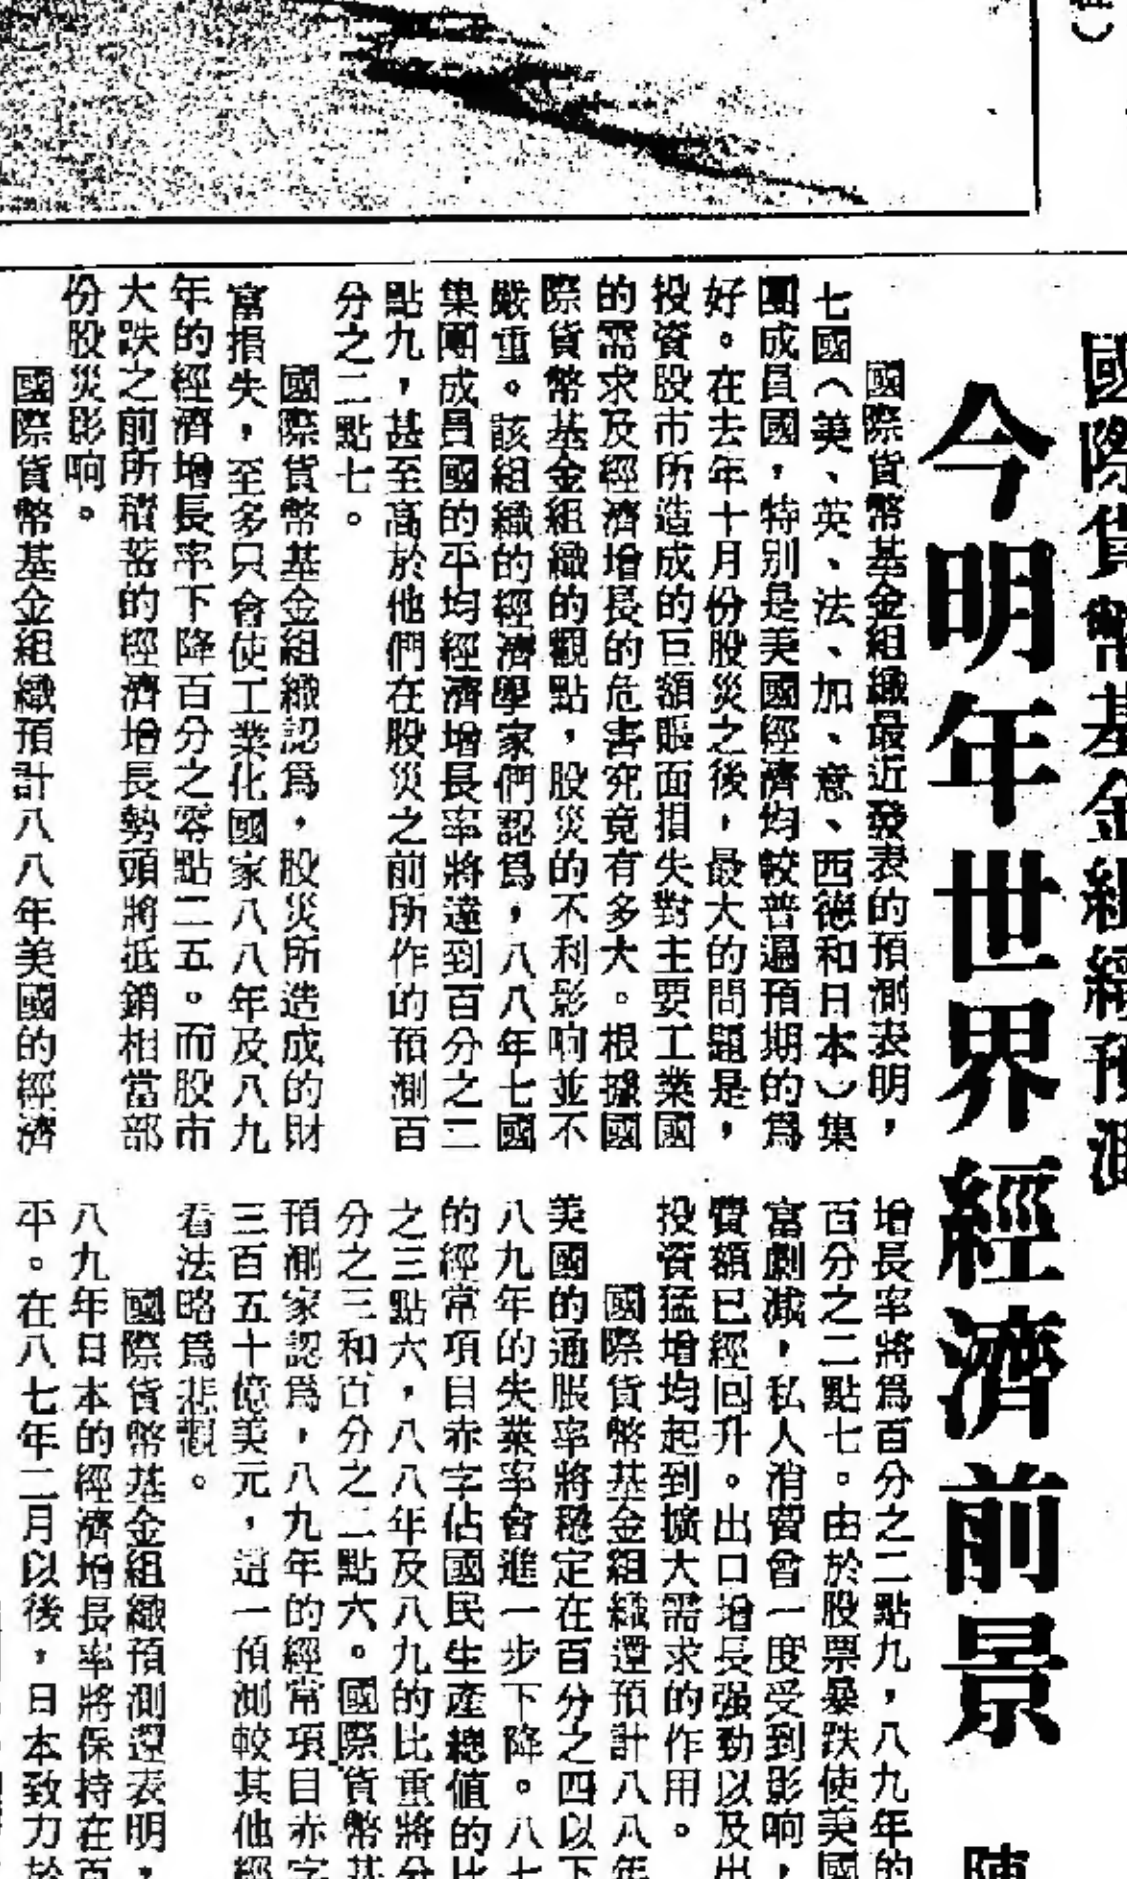 國際貨幣基金組織預測
今明年世界經濟前景
陳
國際貨幣基金組織最近發表的預測表明，
七國（美、英、法、加、意、西德和日本）集
團成員國，特别是美國經濟均較普遍預期的爲
好。在去年十月份股災之後，最大的問題是，
投資股市所造成的巨額賬面損失對主要工業國
的需求及經濟增長的危害究竟有多大。根據國
際貨幣基金組織的觀點，股災的不利影响並不
嚴重。該組織的經濟學家們認爲，八八年七國
集團成員國的平均經濟增長率將達到百分之二
點九，甚至高於他們在股災之前所作的預測百
分之二點七。
國際貨幣基金組織認爲，股災所造成的財
富損失，至多只會使工業化國家八八年及八九
年的經濟增長率下降百分之零點二五。而股市
大跌之前所積蓄的經濟增長勢頭將抵銷相當部
份股災影响。
國際貨幣基金組織預計八八年美國的經濟
增長率將爲百分之二點九，八九年的
百分之二點七。由於股票暴跌使美國
富劇減，私人消費曾一度受到影响，
費額已經回升。出口增長强勁以及出
投資猛增均起到擴大需求的作用。
國際貨幣基金組織還預計八八年
美國的通脹率將穩定在百分之四以下
八九年的失業率會進一步下降。八七
的經常項目赤字佔國民生產總值的比
之三點六，八八年及八九的比重將分
分之三和百分之二點六。國際貨幣基
預測家認爲，八九年的經常項目赤字
三百五十億美元，這一預測較其他經
看法略爲悲觀。
國際貨幣基金組織預測還表明，
八九年日本的經濟增長率將保持在百
平。在八七年二月以後，日本致力於